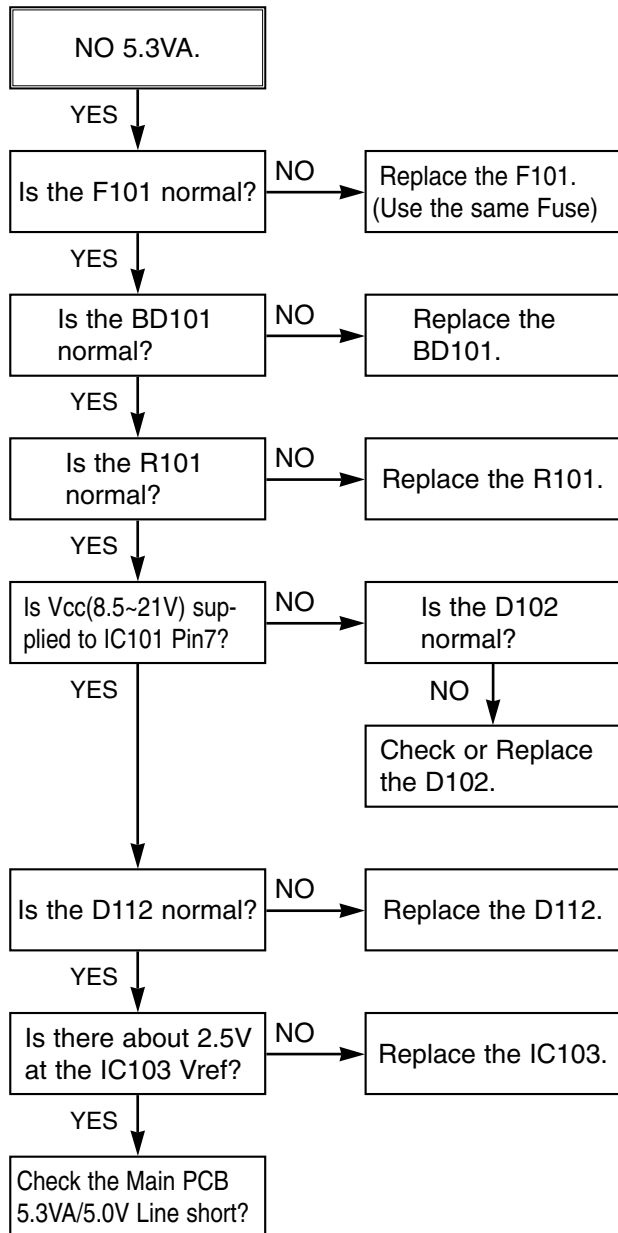 NO 5.3VA.
YES
Is the F101 normal?
NO
Replace the F101.
(Use the same Fuse)
YES
Is the BD101
normal?
NO
Replace the
BD101.
YES
Is the R101
normal?
NO
Replace the R101.
YES
Is Vcc(8.5~21V) sup-
plied to IC101 Pin7?
NO
Is the D102
normal?
NO
Check or Replace
the D102.
YES
Is the D112 normal?
NO
Replace the D112.
YES
Is there about 2.5V
at the IC103 Vref?
NO
Replace the IC103.
YES
Check the Main PCB
5.3VA/5.0V Line short?